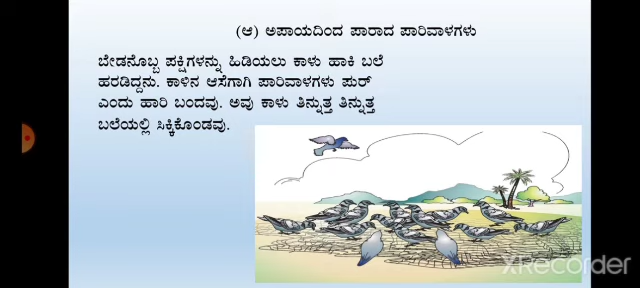 (ಆ) ಅಪಾಯದಿಂದ ಪಾರಾದ ಪಾರಿವಾಳಗಳು
ಬೇಡನೊಬ್ಬ ಪಕ್ಷಿಗಳನ್ನು ಹಿಡಿಯಲು ಕಾಳು ಹಾಕಿ ಬಲೆ
ಹರಡಿದ್ದನು. ಕಾಳಿನ ಆಸೆಗಾಗಿ ಪಾರಿವಾಳಗಳು ಪುರ್
ಎಂದು ಹಾರಿ ಬಂದವು. ಅವು ಕಾಳು ತಿನ್ನುತ್ತ ತಿನ್ನುತ್ತ
ಬಲೆಯಲ್ಲಿ ಸಿಕ್ಕಿಕೊಂಡವು.
XRecorder